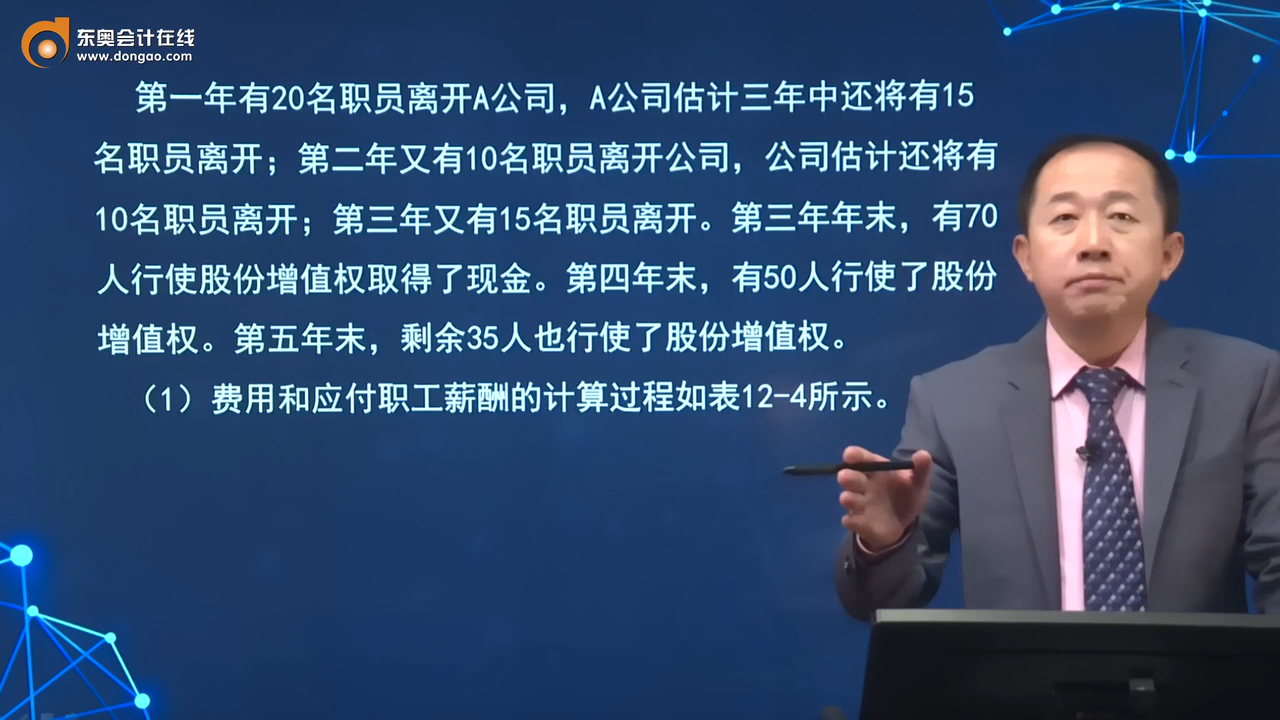 东奥会计在线
www.dongao.com
第一年有20名职员离开A公司，A公司估计三年中还将有15
名职员离开；第二年又有10名职员离开公司，公司估计还将有
10名职员离开；第三年又有15名职员离开。第三年年末，有70
人行使股份增值权取得了现金。第四年末，有50人行使了股份
增值权。第五年末，剩余35人也行使了股份增值权。
（1）费用和应付职工薪酬的计算过程如表12-4所示。